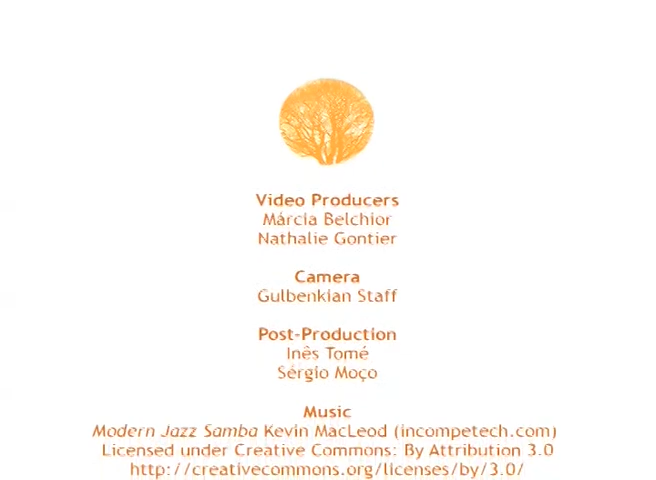 Video Producers
Márcia Belchior
Nathalie Gontier
Camera
Gulbenkian Staff
Post-Production
Inês Tomé
Sérgio Moço
Music
Modern Jazz Samba Kevin MacLeod (incompetech.com)
Licensed under Creative Commons: By Attribution 3.0
http://creativecommons.org/licenses/by/3.0/